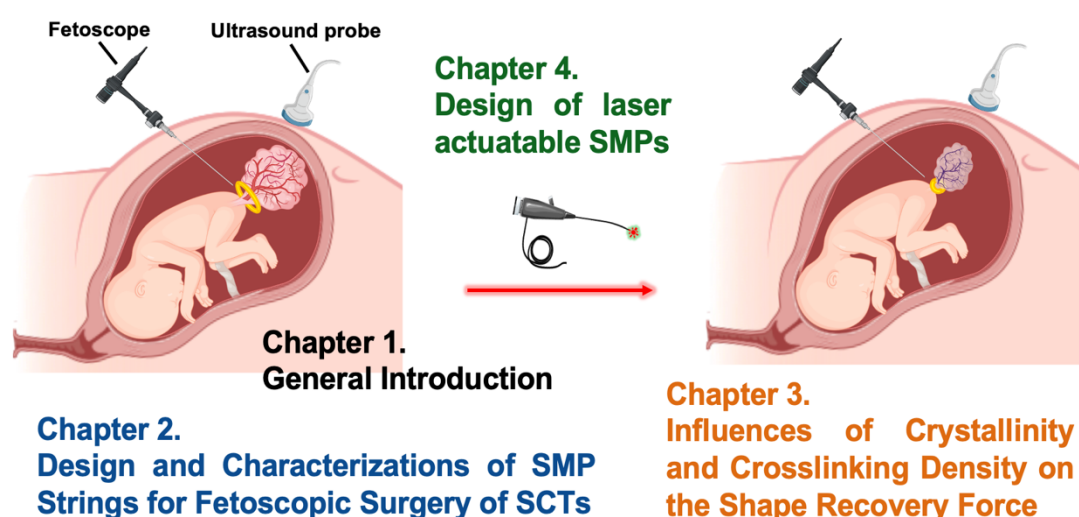 Fetoscope
Ultrasound probe
Chapter 4.
Design of laser
actuatable SMPs
Chapter 1.
General Introduction
Chapter 2.
Design and Characterizations of SMP
Strings for Fetoscopic Surgery of SCTs
Chapter 3.
Influences of Crystallinity
and Crosslinking Density on
the Shape Recovery Force